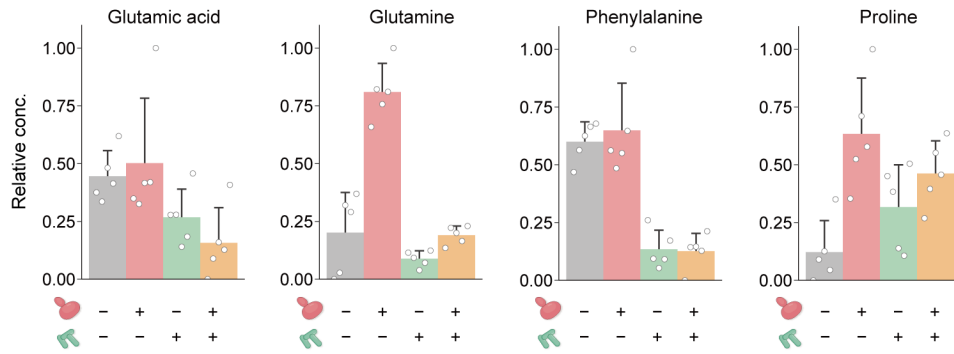 Glutamic acid
Glutamine
Phenylalanine
Proline
Relative conc.
1.00
0.75
0.50
0.25
0.00
1.00
0.75
0.50
0.25
0.00
1.00
0.75
0.50
0.25
0.00
1.00
0.75
0.50
0.25
0.00
− + − +
− − + +
− + − +
− − + +
− + − +
− − + +
− + − +
− − + +